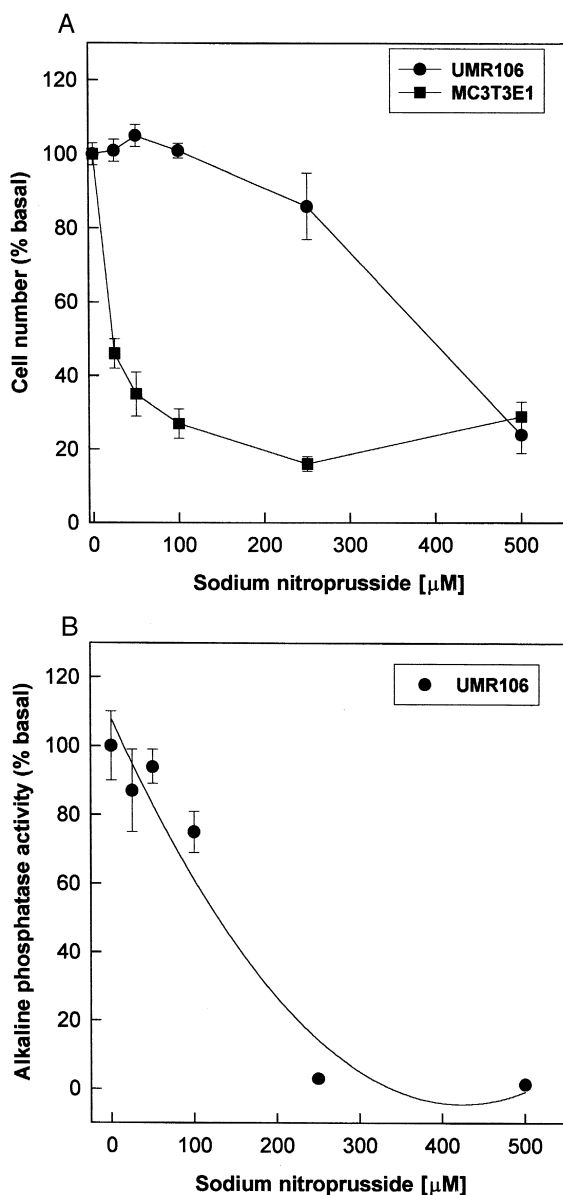 A
UMR106
MC3T3E1
120
100
80
60
40
20
0
Cell number (% basal)
0 100 200 300 400 500
Sodium nitroprusside [μM]
B
UMR106
120
100
80
60
40
20
0
Alkaline phosphatase activity (% basal)
0 100 200 300 400 500
Sodium nitroprusside [μM]